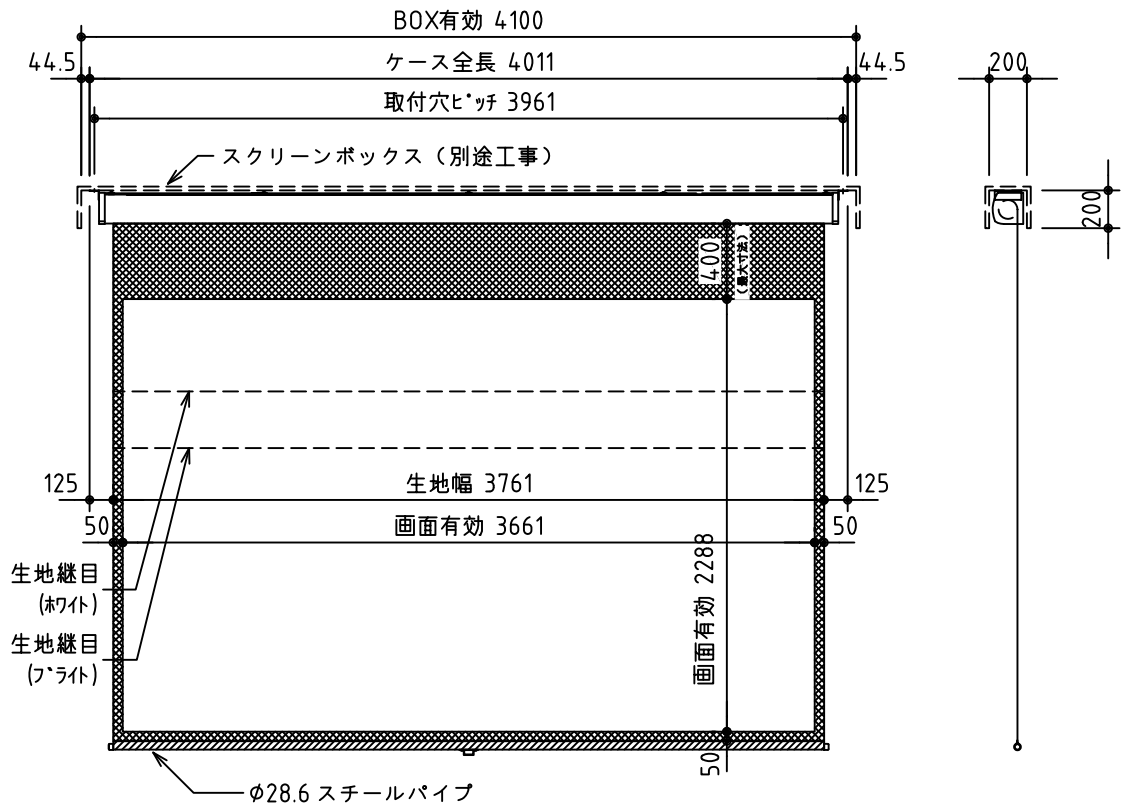 BOX有効 4100
44.5
ケース全長 4011
44.5
200
取付穴ﾋﾟｯﾁ 3961
スクリーンボックス（別途工事）
200
400
（最大寸法）
125
生地幅 3761
125
50
画面有効 3661
50
画面有効 2288
生地継目
(ﾎﾜｲﾄ)
生地継目
(ﾌﾞﾗｲﾄ)
50
φ28.6 スチールパイプ